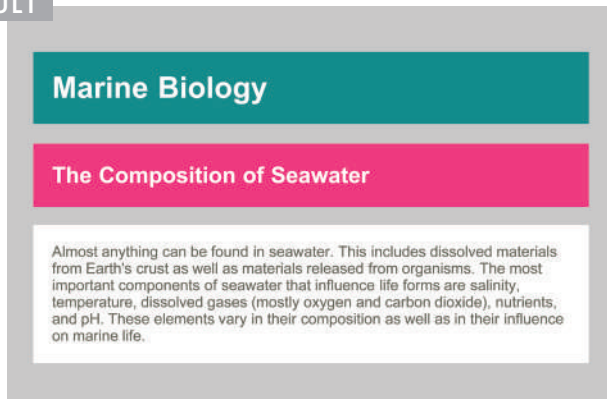 Marine Biology
The Composition of Seawater
Almost anything can be found in seawater. This includes dissolved materials
from Earth's crust as well as materials released from organisms. The most
important components of seawater that influence life forms are salinity,
temperature, dissolved gases (mostly oxygen and carbon dioxide), nutrients,
and pH. These elements vary in their composition as well as in their influence
on marine life.